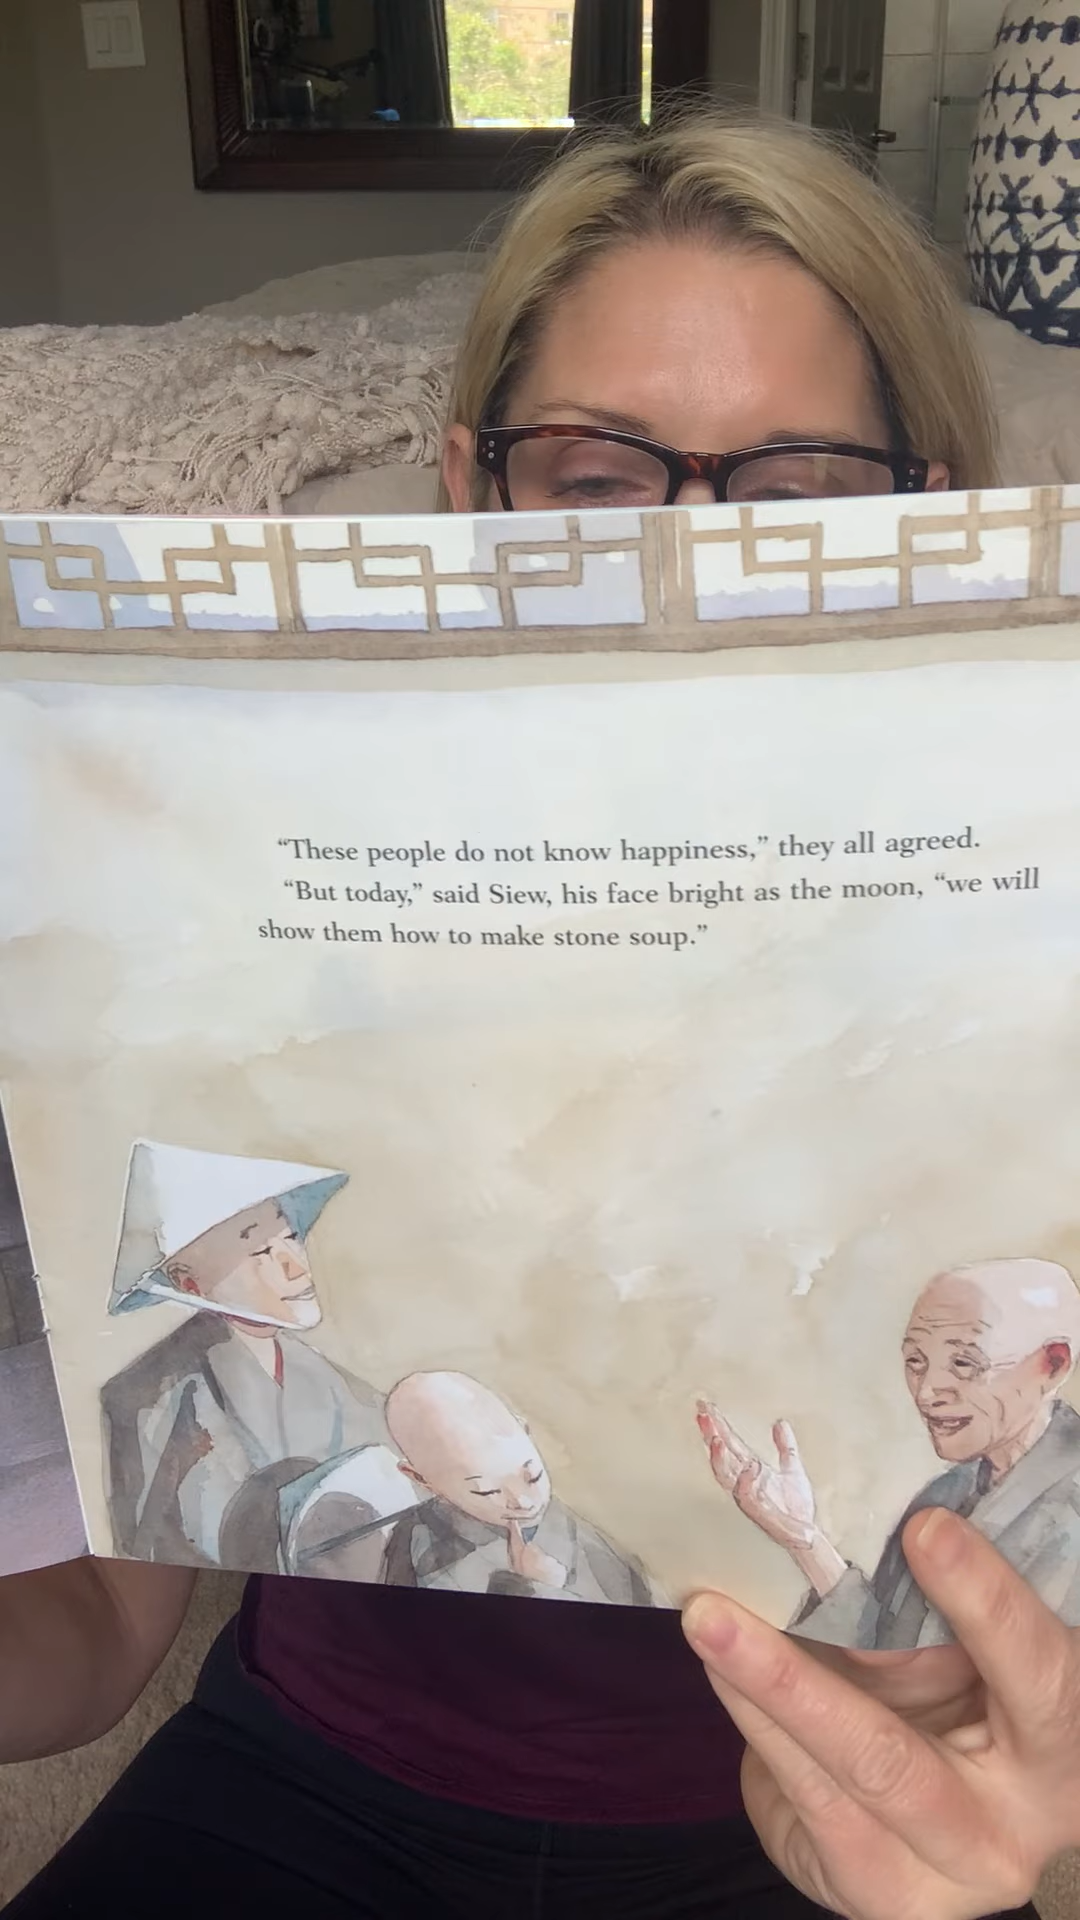 “These people do not know happiness,” they all agreed.
“But today,” said Siew, his face bright as the moon, “we will
show them how to make stone soup.”